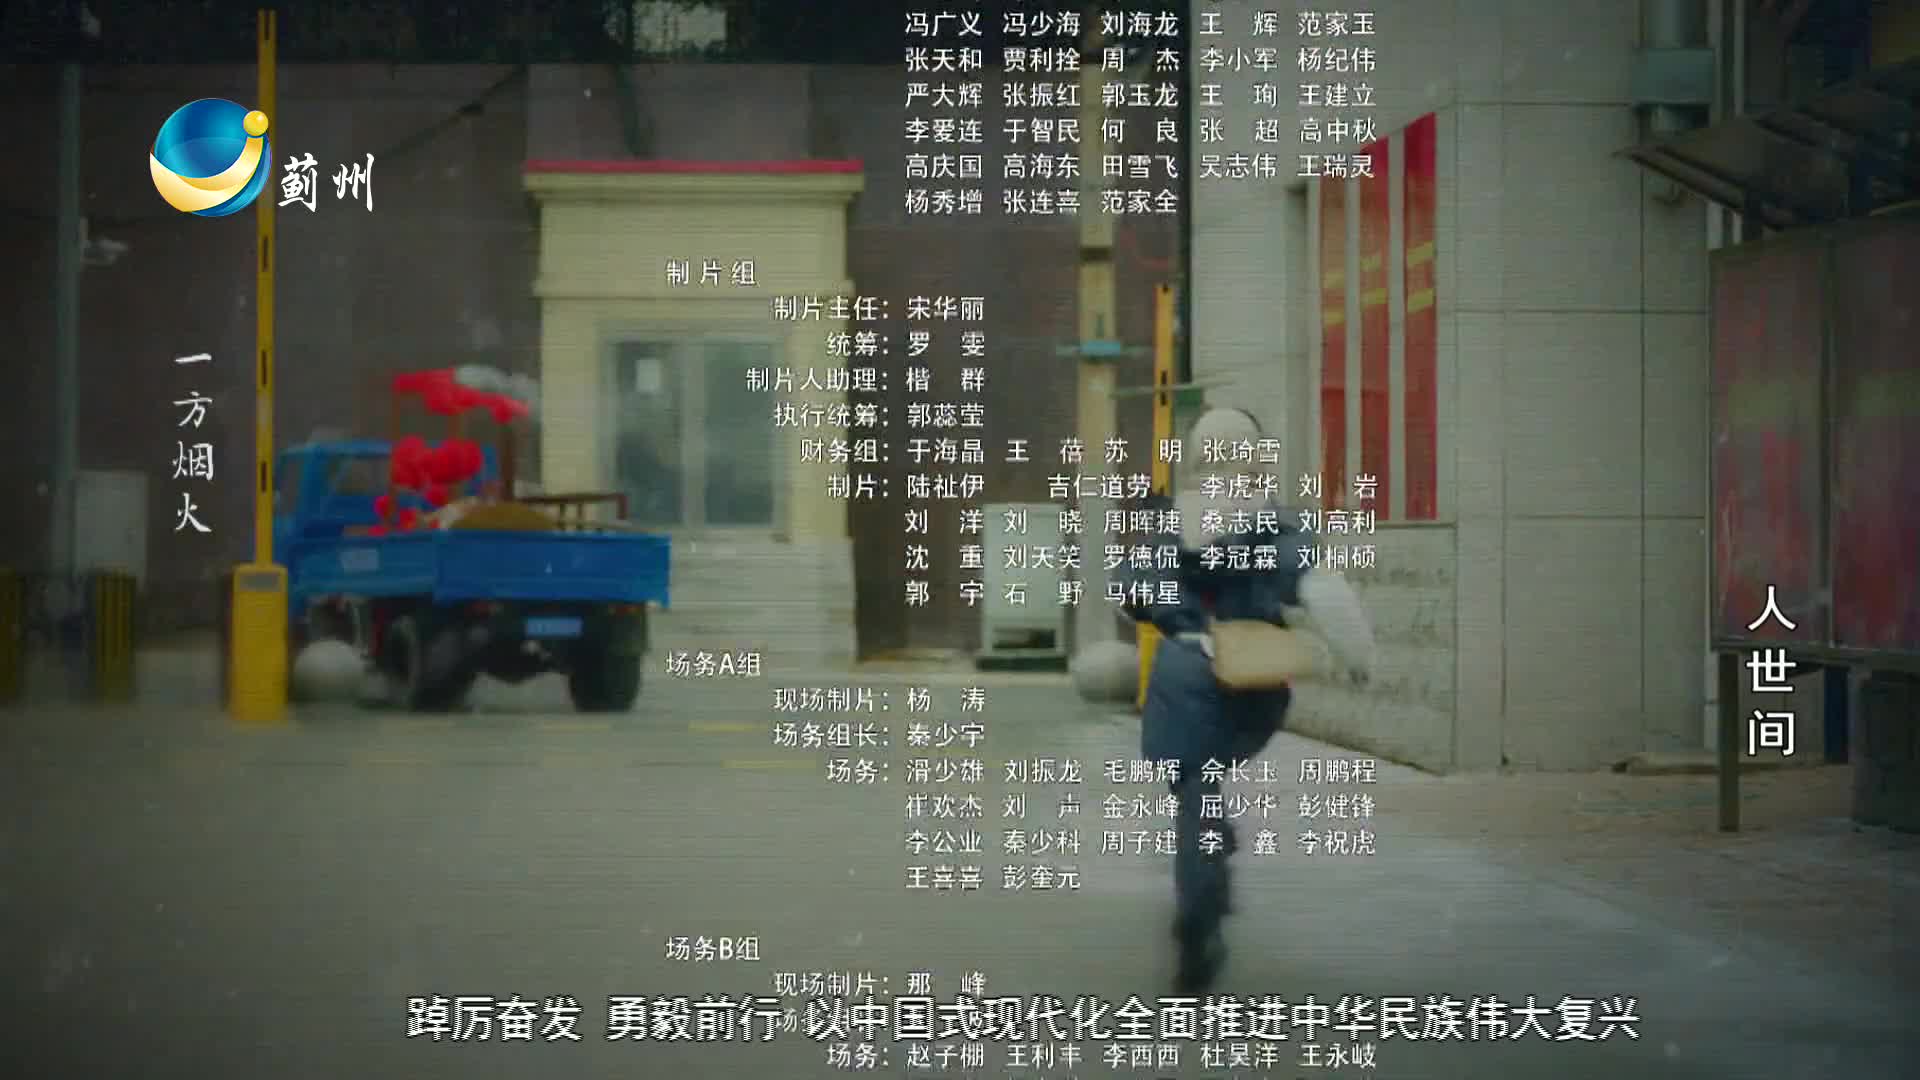 冯广义 冯少海 刘海龙 王 辉 范家玉
张天和 贾利拴 周 杰 李小军 杨纪伟
严大辉 张振红 郭玉龙 王 珣 王建立
李爱连 于智民 何 良 张 超 高中秋
高庆国 高海东 田雪飞 吴志伟 王瑞灵
杨秀增 张连喜 范家全
蓟州
制片组
制片主任：宋华丽
统筹：罗 雯
制片人助理：楷 群
执行统筹：郭蕊莹
财务组：于海晶 王 蓓 苏 明 张琦雪
制片：陆祉伊 吉仁道劳 李虎华 刘 岩
刘 洋 刘 晓 周晖捷 桑志民 刘高利
沈 重 刘天笑 罗德侃 李冠霖 刘桐硕
郭 宇 石 野 马伟星
一方烟火
人世间
场务A组
现场制片：杨 涛
场务组长：秦少宇
场务：滑少雄 刘振龙 毛鹏辉 佘长玉 周鹏程
崔欢杰 刘 声 金永峰 屈少华 彭健锋
李公业 秦少科 周子建 李 鑫 李祝虎
王喜喜 彭奎元
场务B组
现场制片：那 峰
踔厉奋发 勇毅前行 以中国式现代化全面推进中华民族伟大复兴
场务：赵子棚 王利丰 李西西 杜昊洋 王永岐